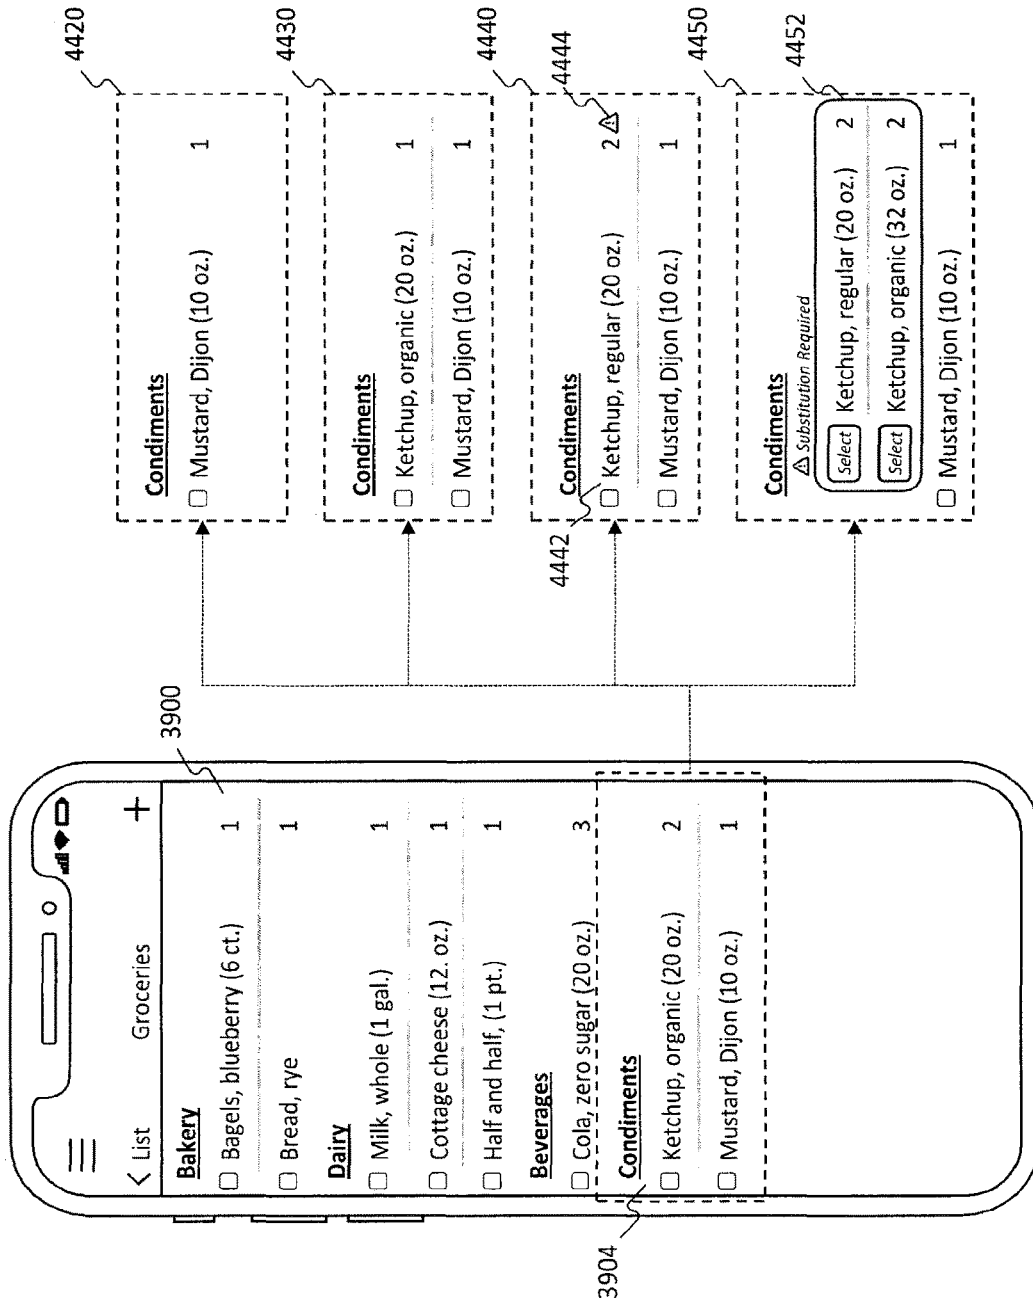 3900
< List Groceries +
Bakery
Bagels, blueberry (6 ct.) 1
Bread, rye 1
Dairy
Milk, whole (1 gal.) 1
Cottage cheese (12. oz.) 1
Half and half, (1 pt.) 1
Beverages
Cola, zero sugar (20 oz.) 3
3904
Condiments
Ketchup, organic (20 oz.) 2
Mustard, Dijon (10 oz.) 1
4420
Condiments
Mustard, Dijon (10 oz.) 1
4430
Condiments
Ketchup, organic (20 oz.) 1
Mustard, Dijon (10 oz.) 1
4440
4444
Condiments
4442
Ketchup, regular (20 oz.) 2 ⚠
Mustard, Dijon (10 oz.) 1
4450
4452
Condiments
⚠ Substitution Required
Select Ketchup, regular (20 oz.) 2
Select Ketchup, organic (32 oz.) 2
Mustard, Dijon (10 oz.) 1